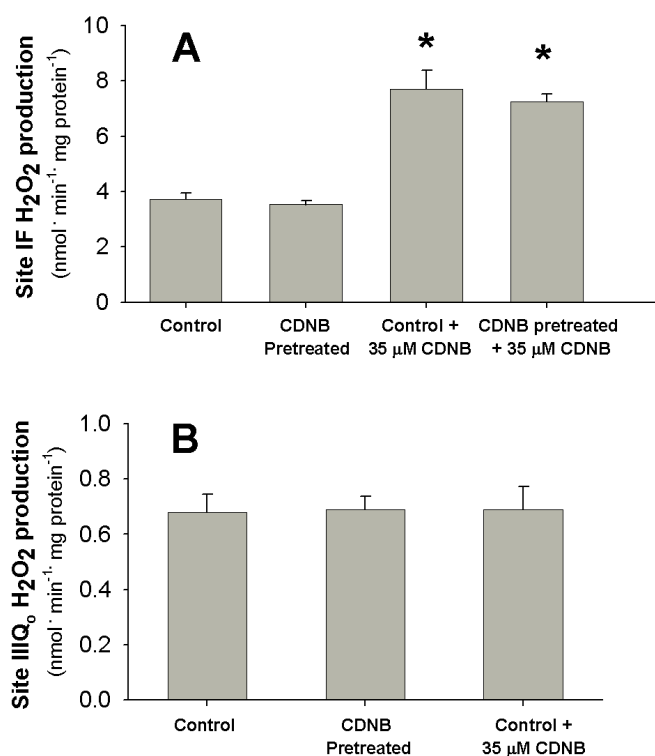 10
8
6
4
2
0
Site IF H₂O₂ production
(nmol · min⁻¹· mg protein⁻¹)
A
*
*
Control
CDNB
Pretreated
Control +
35 µM CDNB
CDNB pretreated
+ 35 µM CDNB
1.0
0.8
0.6
0.4
0.2
0.0
Site IIIQₒ H₂O₂ production
(nmol · min⁻¹· mg protein⁻¹)
B
Control
CDNB
Pretreated
Control +
35 µM CDNB